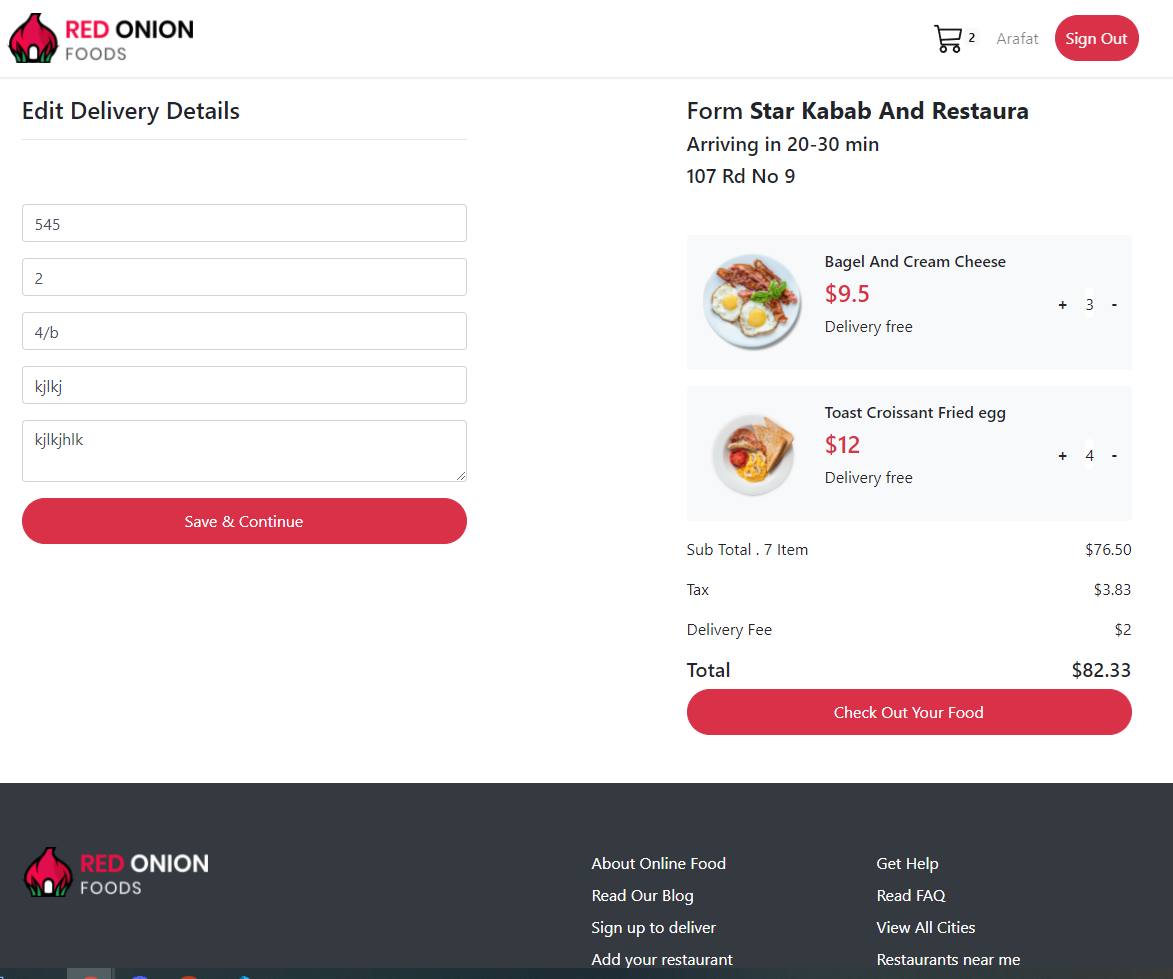 RED ONION
FOODS
2
Arafat
Sign Out
Edit Delivery Details
545
2
4/b
kjlkj
kjlkjhlk
Save & Continue
Form Star Kabab And Restaura
Arriving in 20-30 min
107 Rd No 9
Bagel And Cream Cheese
$9.5
Delivery free
+ 3 -
Toast Croissant Fried egg
$12
Delivery free
+ 4 -
Sub Total . 7 Item $76.50
Tax $3.83
Delivery Fee $2
Total $82.33
Check Out Your Food
RED ONION
FOODS
About Online Food
Read Our Blog
Sign up to deliver
Add your restaurant
Get Help
Read FAQ
View All Cities
Restaurants near me